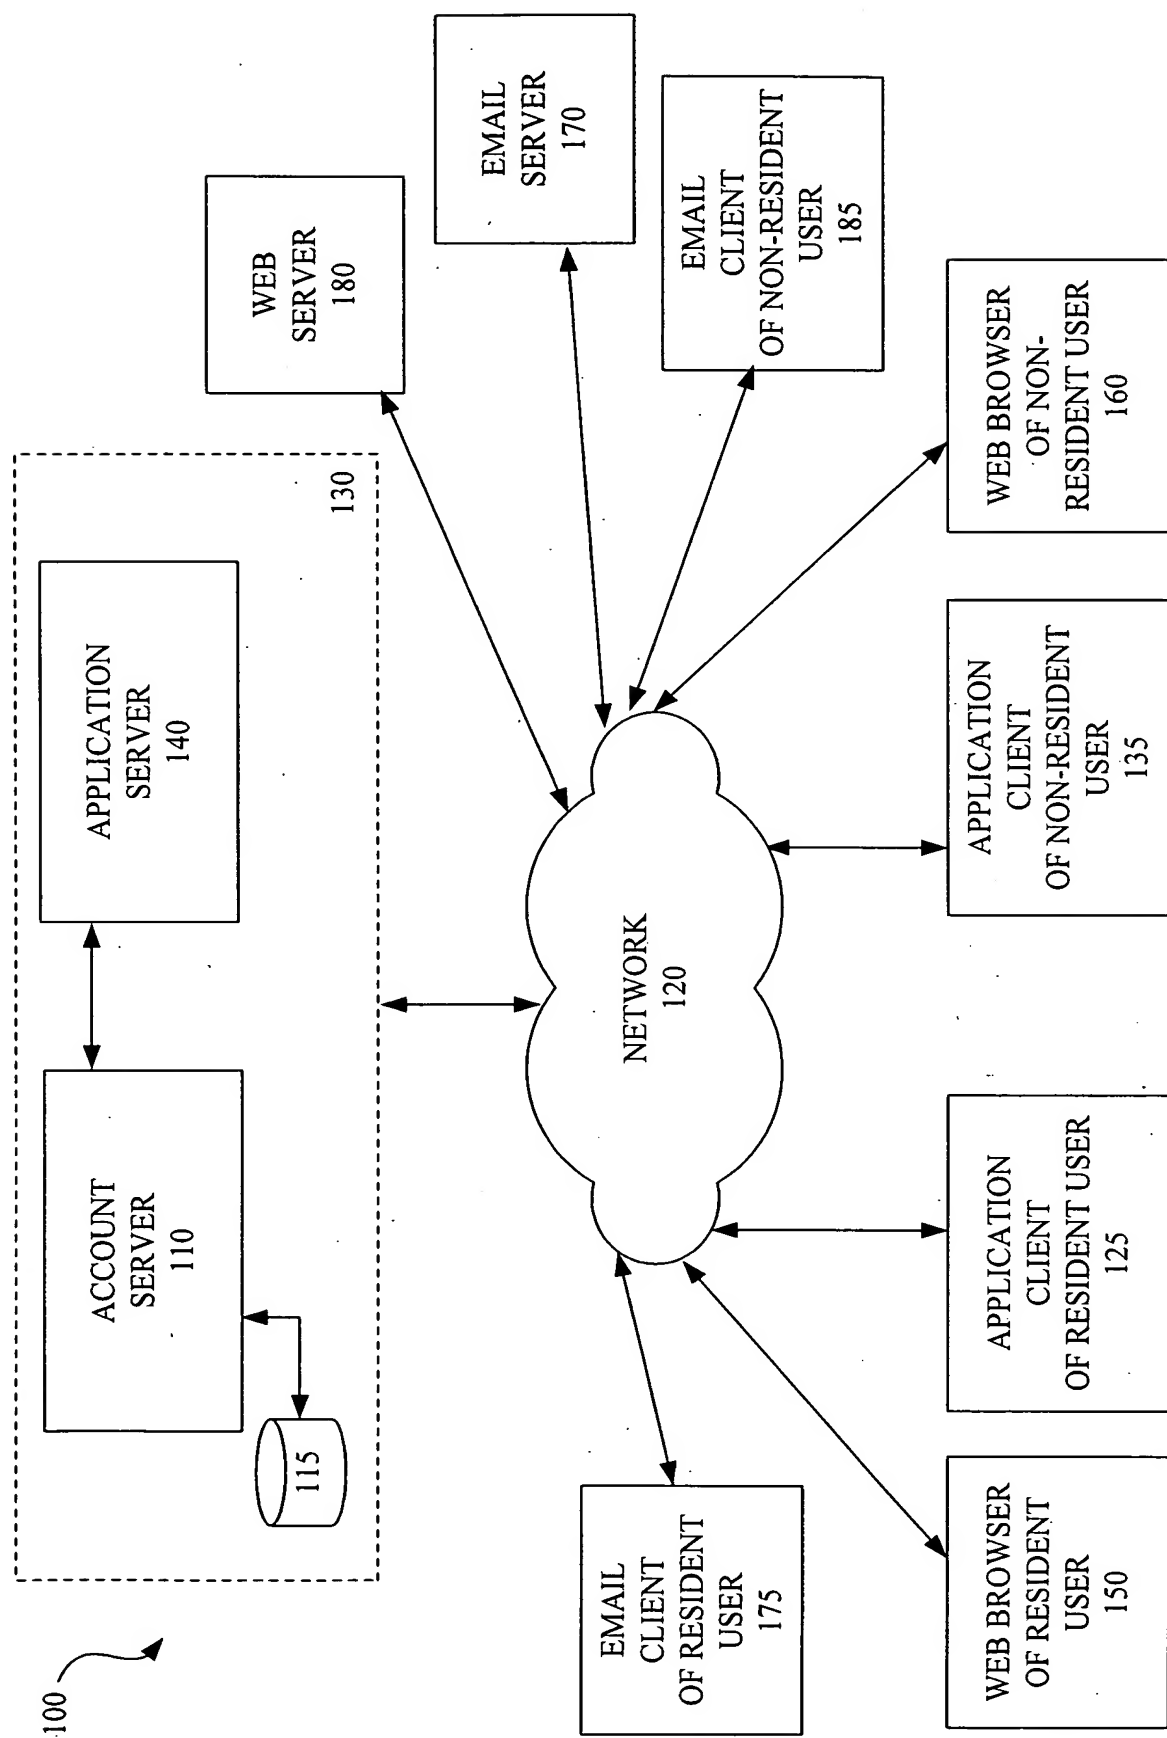 100
ACCOUNT
SERVER
110
115
APPLICATION
SERVER
140
130
WEB
SERVER
180
EMAIL
SERVER
170
EMAIL
CLIENT
OF NON-RESIDENT
USER
185
NETWORK
120
EMAIL
CLIENT
OF RESIDENT
USER
175
WEB BROWSER
OF RESIDENT
USER
150
APPLICATION
CLIENT
OF RESIDENT USER
125
APPLICATION
CLIENT
OF NON-RESIDENT
USER
135
WEB BROWSER
OF NON-
RESIDENT USER
160